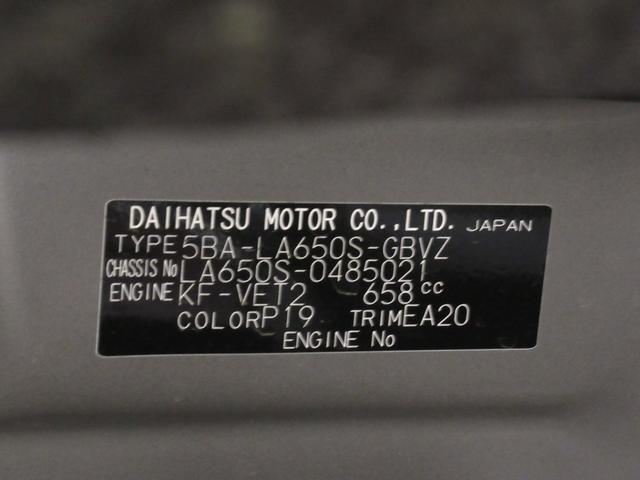 DAIHATSU MOTOR CO.,LTD. JAPAN
TYPE 5BA-LA650S-GBVZ
CHASSIS No LA650S-0485021
ENGINE KF-VET2 658cc
COLOR P19 TRIM EA20
ENGINE No